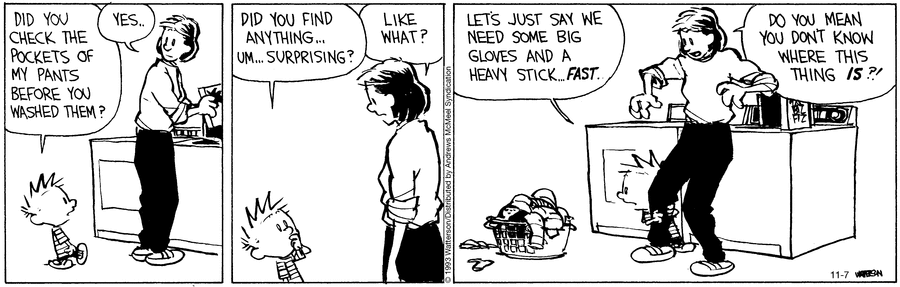 DID YOU
CHECK THE
POCKETS OF
MY PANTS
BEFORE YOU
WASHED THEM?
YES..
DID YOU FIND
ANYTHING...
UM... SURPRISING?
LIKE
WHAT?
© 1993 Watterson/Distributed by Andrews McMeel Syndication
LET'S JUST SAY WE
NEED SOME BIG
GLOVES AND A
HEAVY STICK... FAST..
DO YOU MEAN
YOU DON'T KNOW
WHERE THIS
THING IS?!
11-7 WATTERSON